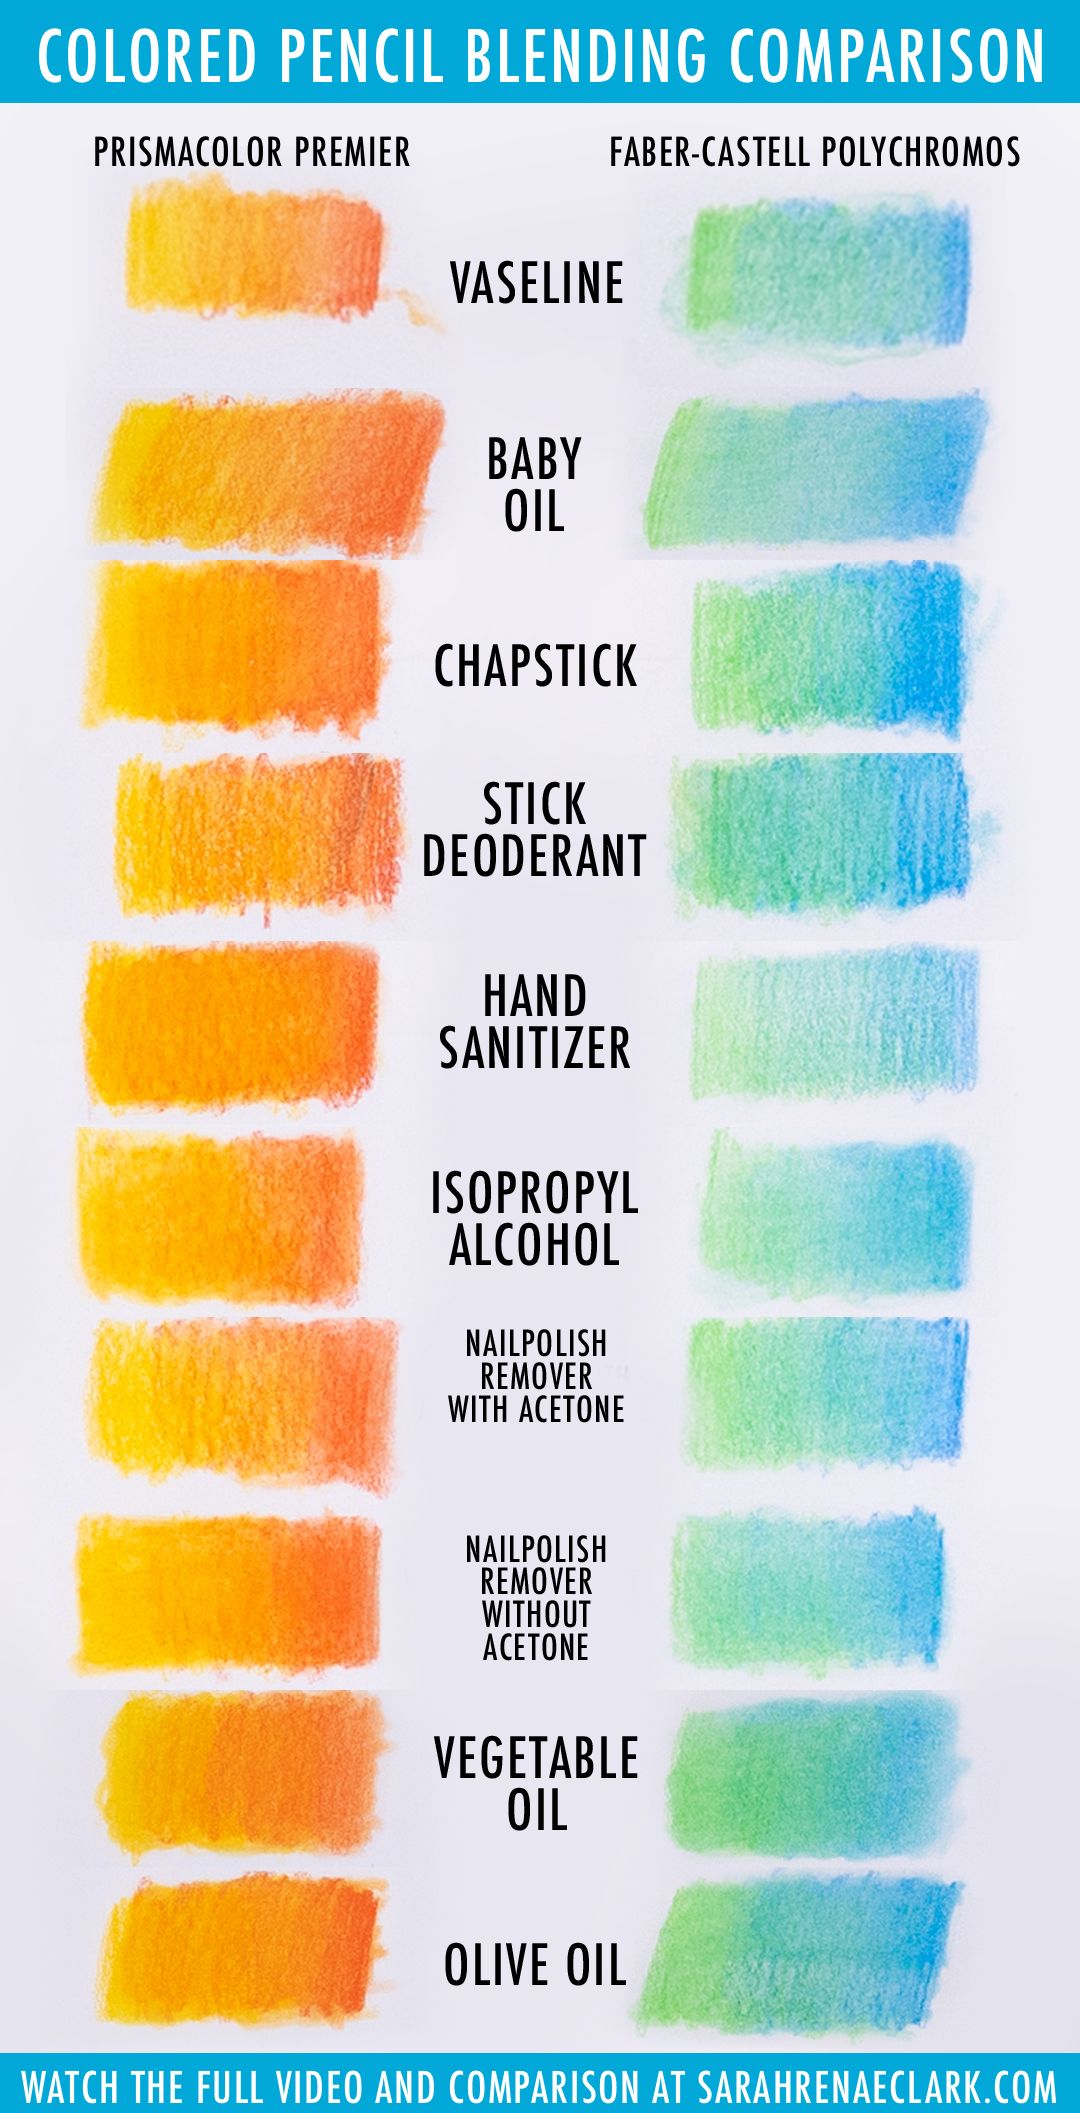 COLORED PENCIL BLENDING COMPARISON
PRISMACOLOR PREMIER
FABER-CASTELL POLYCHROMOS
VASELINE
BABY
OIL
CHAPSTICK
STICK
DEODERANT
HAND
SANITIZER
ISOPROPYL
ALCOHOL
NAILPOLISH
REMOVER
WITH ACETONE
NAILPOLISH
REMOVER
WITHOUT
ACETONE
VEGETABLE
OIL
OLIVE OIL
WATCH THE FULL VIDEO AND COMPARISON AT SARAHRENAECLARK.COM